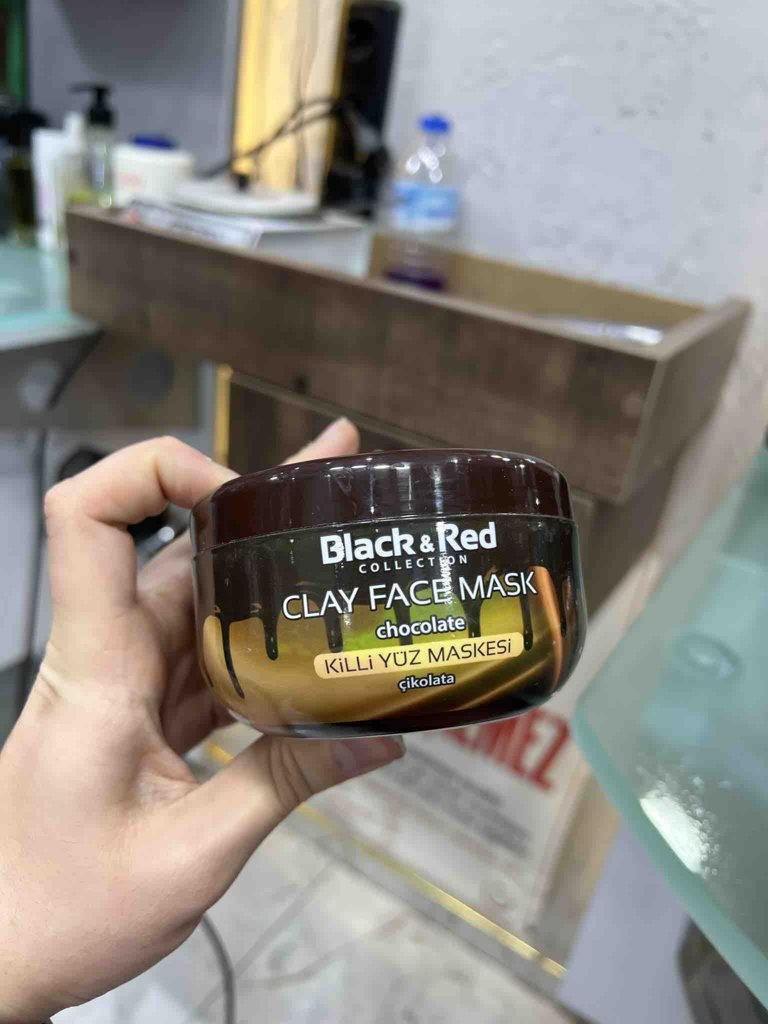 Black & Red
COLLECTION
CLAY FACE MASK
chocolate
KiLLi YÜZ MASKESi
çikolata